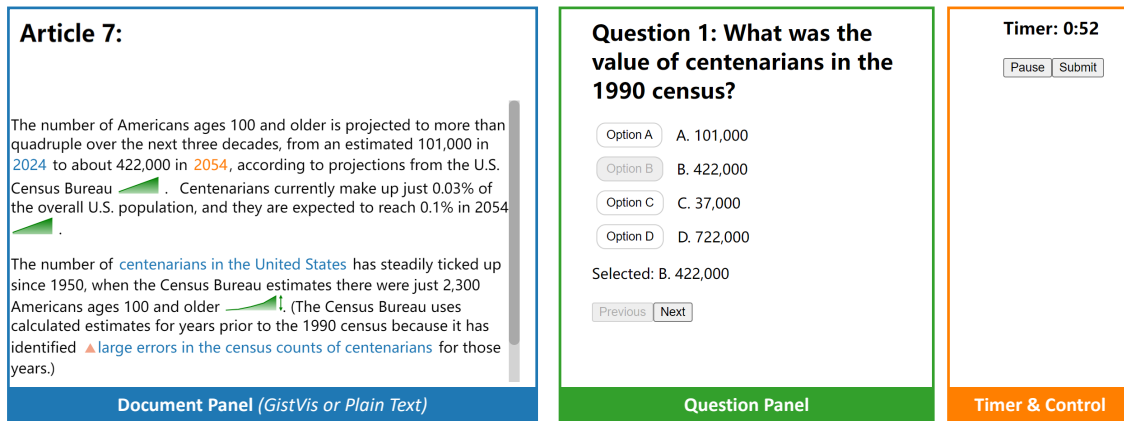 Article 7:
The number of Americans ages 100 and older is projected to more than
quadruple over the next three decades, from an estimated 101,000 in
2024 to about 422,000 in 2054, according to projections from the U.S.
Census Bureau . Centenarians currently make up just 0.03% of
the overall U.S. population, and they are expected to reach 0.1% in 2054
.
The number of centenarians in the United States has steadily ticked up
since 1950, when the Census Bureau estimates there were just 2,300
Americans ages 100 and older . (The Census Bureau uses
calculated estimates for years prior to the 1990 census because it has
identified large errors in the census counts of centenarians for those
years.)
Document Panel (GistVis or Plain Text)
Question 1: What was the
value of centenarians in the
1990 census?
Option A A. 101,000
Option B B. 422,000
Option C C. 37,000
Option D D. 722,000
Selected: B. 422,000
Previous Next
Question Panel
Timer: 0:52
Pause Submit
Timer & Control